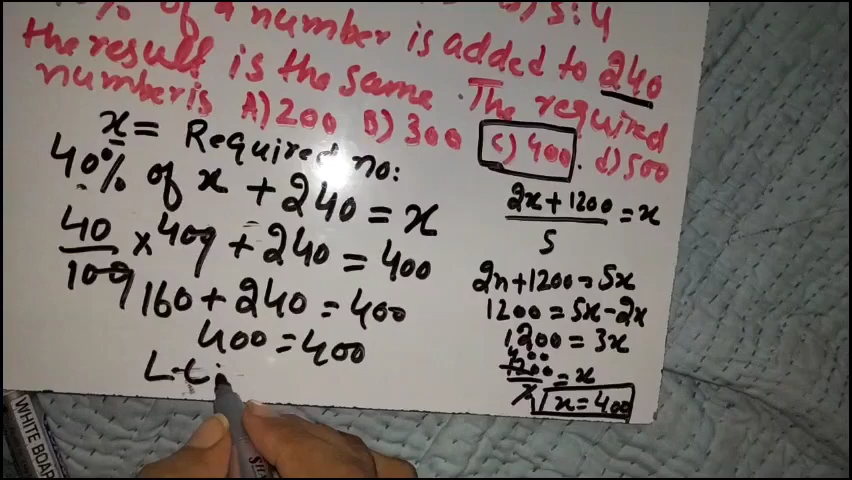 % of a number is added to 240
the result is the same. The required
number is A) 200 B) 300 C) 400. d) 500
x = Required no:
40% of x + 240 = x
40/100 × 400 + 240 = 400
160 + 240 = 400
400 = 400
2x + 1200 / 5 = x
2x + 1200 = 5x
1200 = 5x - 2x
1200 = 3x
1200/3 = x
x = 400
WHITE BOAR